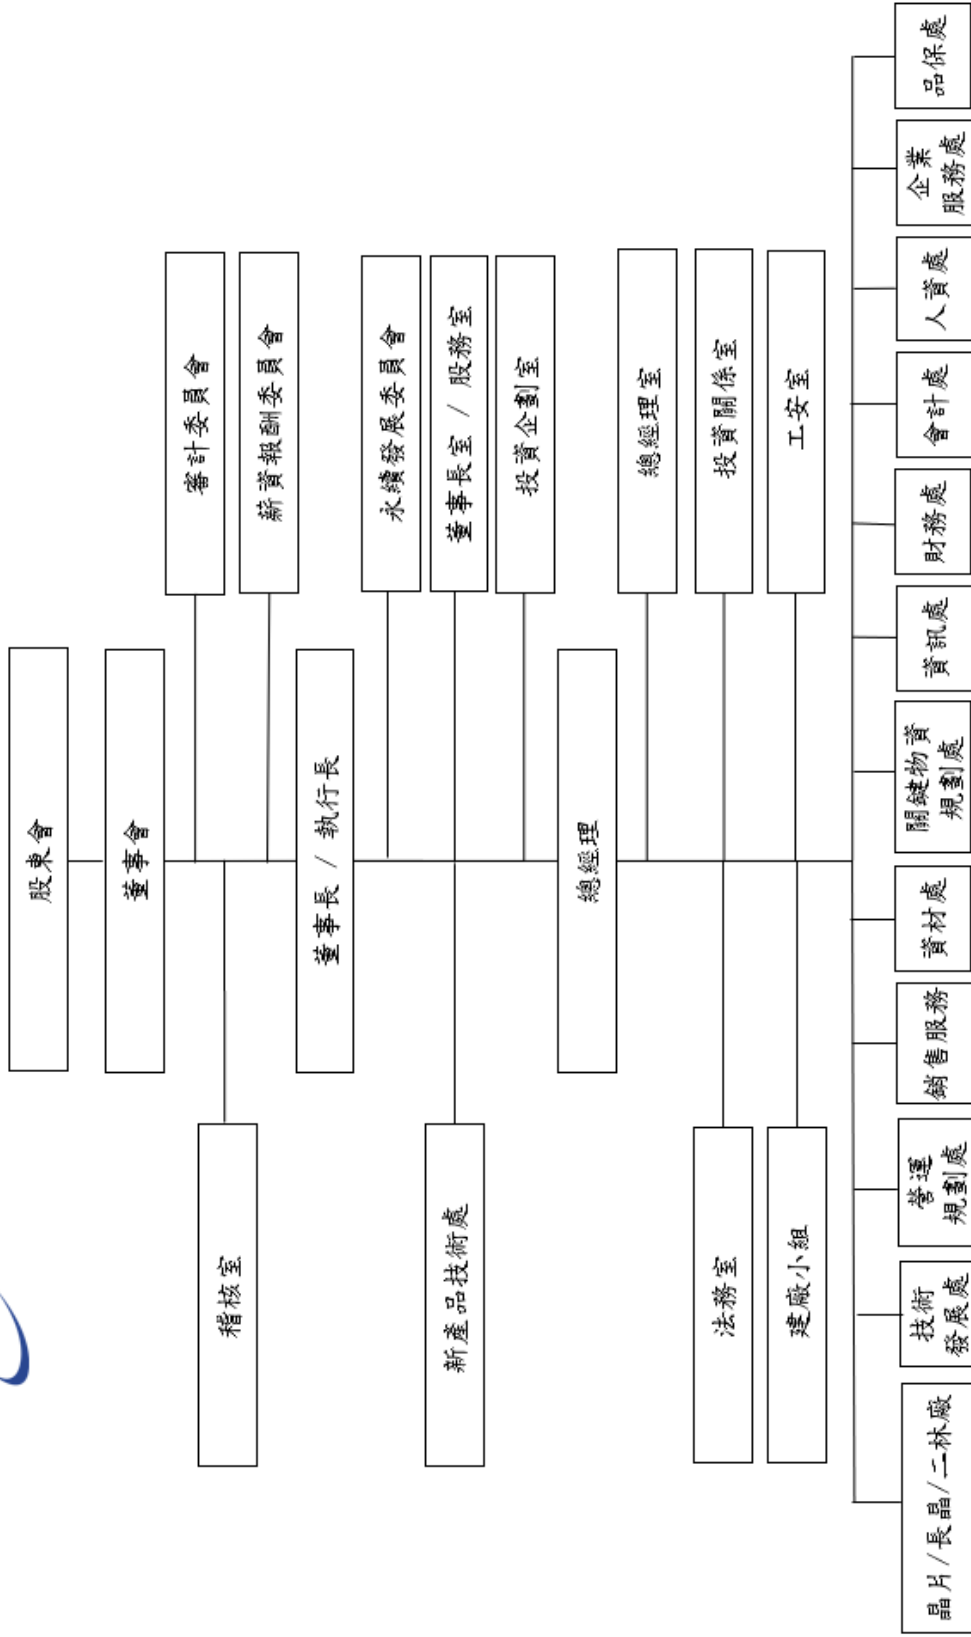 股東會
董事會
審計委員會
稽核室
薪資報酬委員會
董事長 / 執行長
永續發展委員會
新產品技術處
董事長室 / 股務室
投資企劃室
總經理
總經理室
法務室
投資關係室
建廠小組
工安室
晶片/長晶/二林廠
技術
發展處
營運
規劃處
銷售服務
資材處
關鍵物資
規劃處
資訊處
財務處
會計處
人資處
企業
服務處
品保處